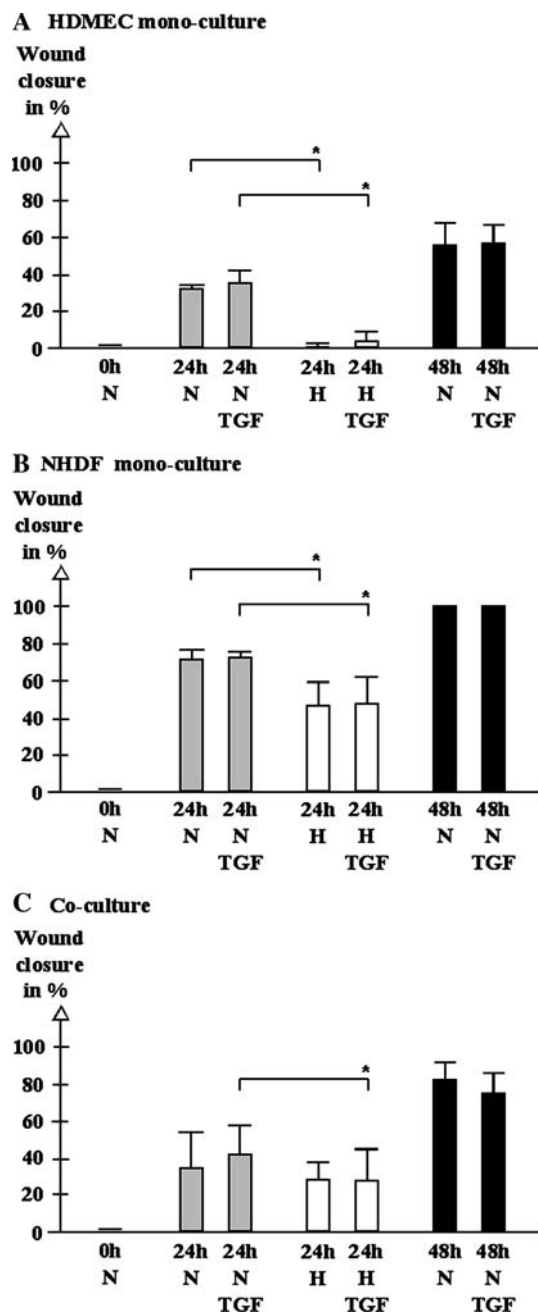 A HDMEC mono-culture
Wound
closure
in %
*
100
*
80
60
40
20
0
0h 24h 24h 24h 24h 48h 48h
N N N H H N N
TGF TGF TGF
B NHDF mono-culture
Wound
closure
in %
*
100
*
80
60
40
20
0
0h 24h 24h 24h 24h 48h 48h
N N N H H N N
TGF TGF TGF
C Co-culture
Wound
closure
in %
100
*
80
60
40
20
0
0h 24h 24h 24h 24h 48h 48h
N N N H H N N
TGF TGF TGF